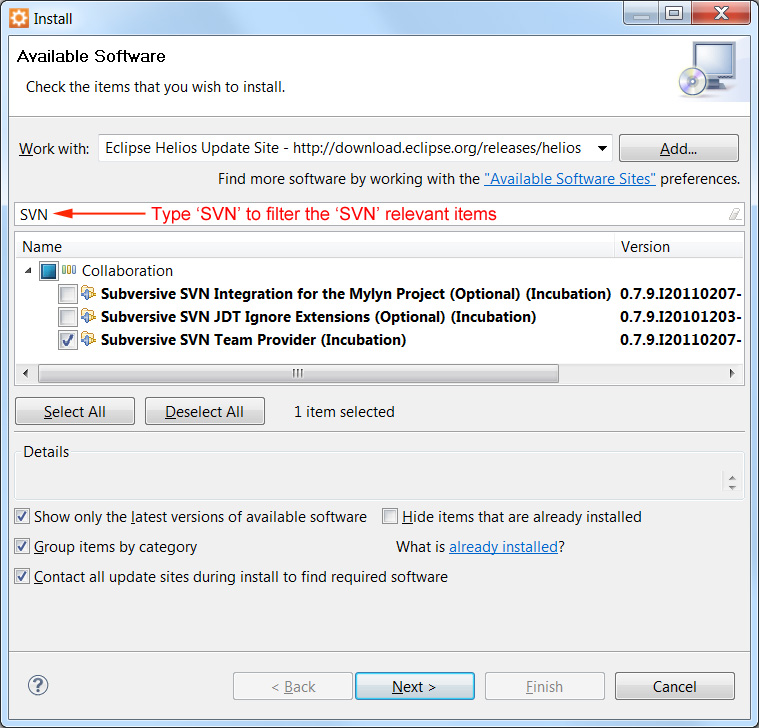 Install
Available Software
Check the items that you wish to install.
Work with: Eclipse Helios Update Site - http://download.eclipse.org/releases/helios Add...
Find more software by working with the "Available Software Sites" preferences.
SVN Type ‘SVN’ to filter the ‘SVN’ relevant items
Name Version
Collaboration
Subversive SVN Integration for the Mylyn Project (Optional) (Incubation) 0.7.9.I20110207-
Subversive SVN JDT Ignore Extensions (Optional) (Incubation) 0.7.9.I20101203-
Subversive SVN Team Provider (Incubation) 0.7.9.I20110207-
Select All Deselect All 1 item selected
Details
Show only the latest versions of available software Hide items that are already installed
Group items by category What is already installed?
Contact all update sites during install to find required software
? < Back Next > Finish Cancel